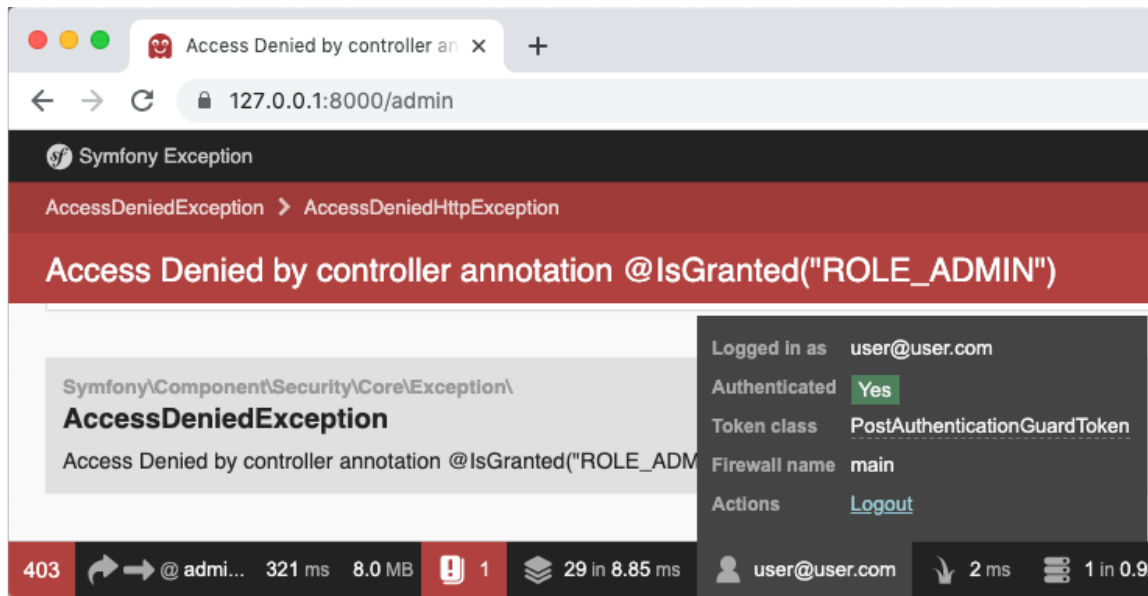 Access Denied by controller an
127.0.0.1:8000/admin
Symfony Exception
AccessDeniedException > AccessDeniedHttpException
Access Denied by controller annotation @IsGranted("ROLE_ADMIN")
Symfony\Component\Security\Core\Exception\
AccessDeniedException
Access Denied by controller annotation @IsGranted("ROLE_ADM
Logged in as user@user.com
Authenticated Yes
Token class PostAuthenticationGuardToken
Firewall name main
Actions Logout
403 @ admi... 321 ms 8.0 MB 1 29 in 8.85 ms user@user.com 2 ms 1 in 0.9